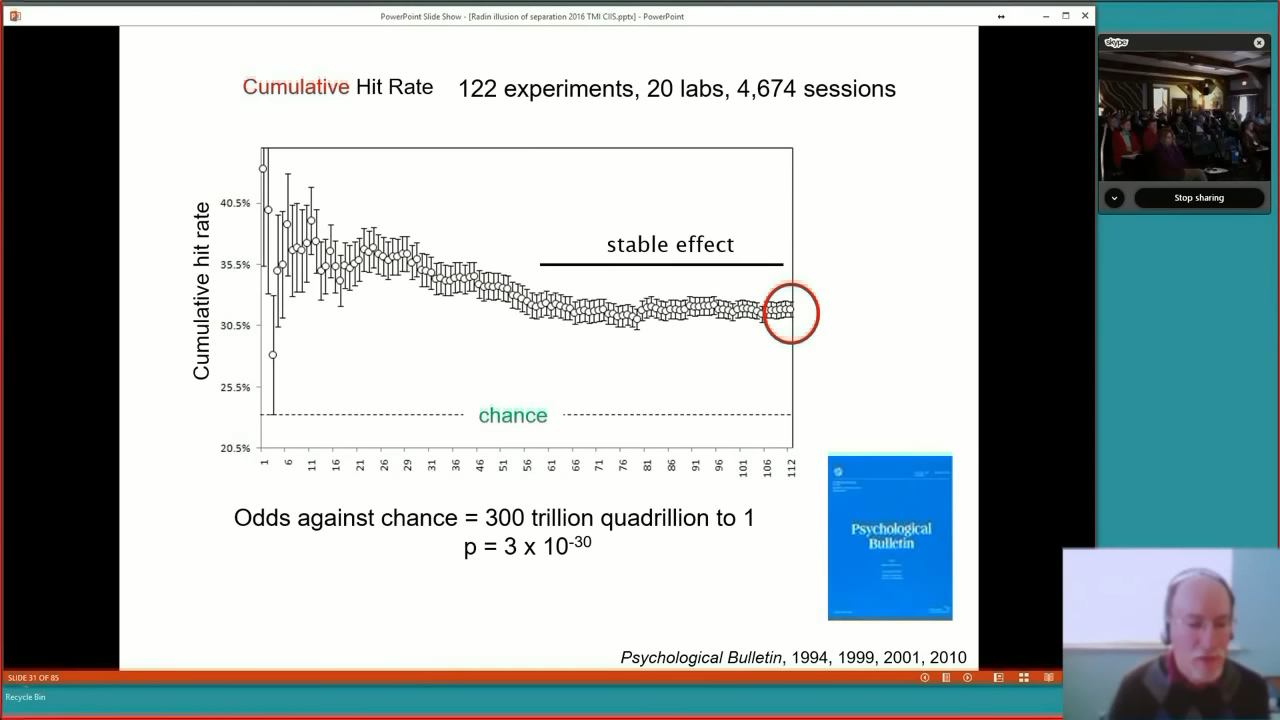 PowerPoint Slide Show - [Radin illusion of separation 2016 TMI CIIS.pptx] - PowerPoint
skype
Stop sharing
Cumulative Hit Rate 122 experiments, 20 labs, 4,674 sessions
Cumulative hit rate
40.5%
35.5%
30.5%
25.5%
20.5%
stable effect
chance
1 6 11 16 21 26 29 31 36 46 51 56 61 66 71 76 81 86 91 96 101 106 112
Odds against chance = 300 trillion quadrillion to 1
p = 3 x 10-30
Psychological
Bulletin
Psychological Bulletin, 1994, 1999, 2001, 2010
SLIDE 31 OF 85
Recycle Bin